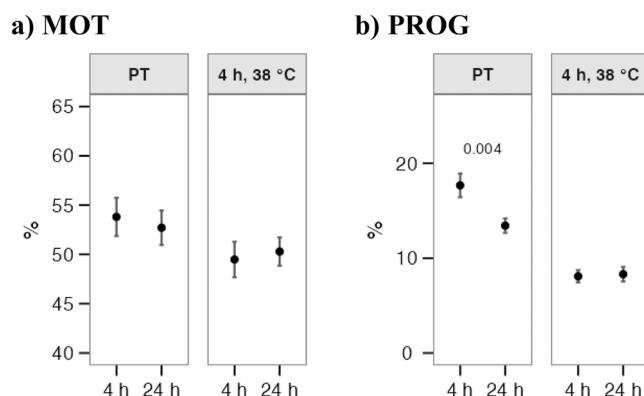 a) MOT
PT
4 h, 38 °C
65
60
55
50
45
40
%
4 h 24 h
4 h 24 h
b) PROG
PT
4 h, 38 °C
0.004
20
10
0
%
4 h 24 h
4 h 24 h